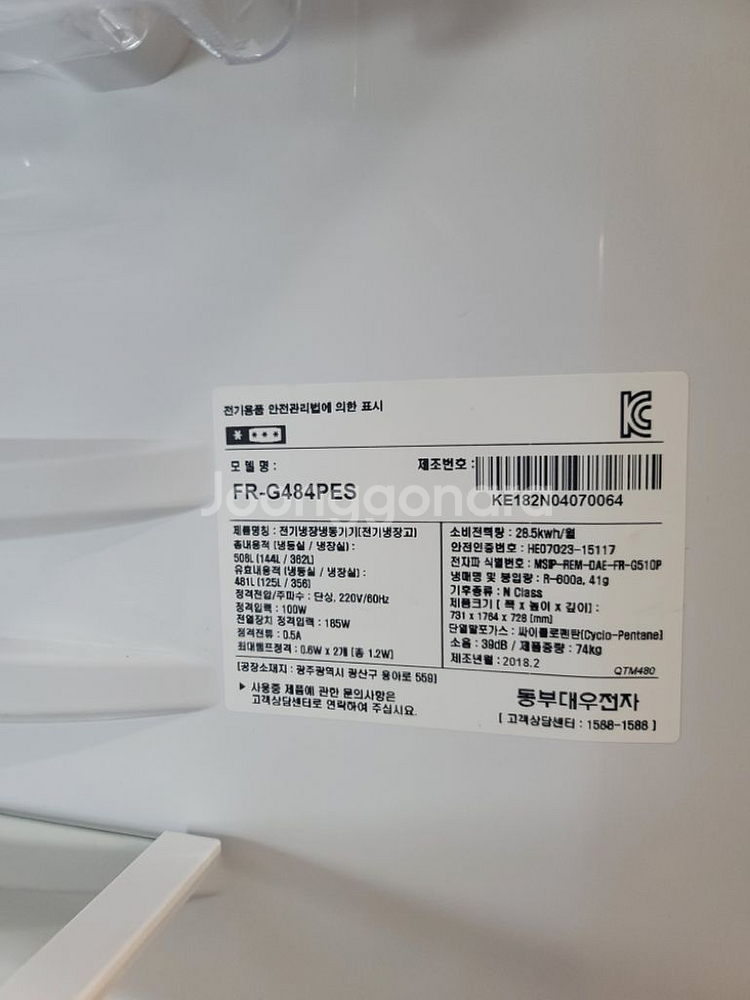 전기용품 안전관리법에 의한 표시
모델명 :
제조번호 :
FR-G484PES
KE182N04070064
Joonggonara
제품명칭 : 전기냉장냉동기기(전기냉장고)
총내용적 (냉동실 / 냉장실) :
508L (144L / 362L)
유효내용적 (냉동실 / 냉장실) :
481L (125L / 356)
정격전압/주파수 : 단상, 220V/60Hz
정격입력 : 100W
전열장치 정격입력 : 185W
정격전류 : 0.5A
최대램프정격 : 0.6W x 2개 [총 1.2W]
소비전력량 : 28.5kwh/월
안전인증번호 : HE07023-15117
전자파 식별번호 : MSIP-REM-DAE-FR-G510P
냉매명 및 봉입량 : R-600a, 41g
기후종류 : N Class
제품크기 [ 폭 x 높이 x 깊이] :
731 x 1764 x 728 [mm]
단열발포가스 : 싸이클로펜탄(Cyclo-Pentane)
소음 : 39dB / 제품중량 : 74kg
제조년월 : 2018.2
QTM480
[공장소재지 : 광주광역시 광산구 용아로 559]
▶ 사용중 제품에 관한 문의사항은
고객상담센터로 연락하여 주십시요.
동부대우전자
[ 고객상담센터 : 1588-1588 ]